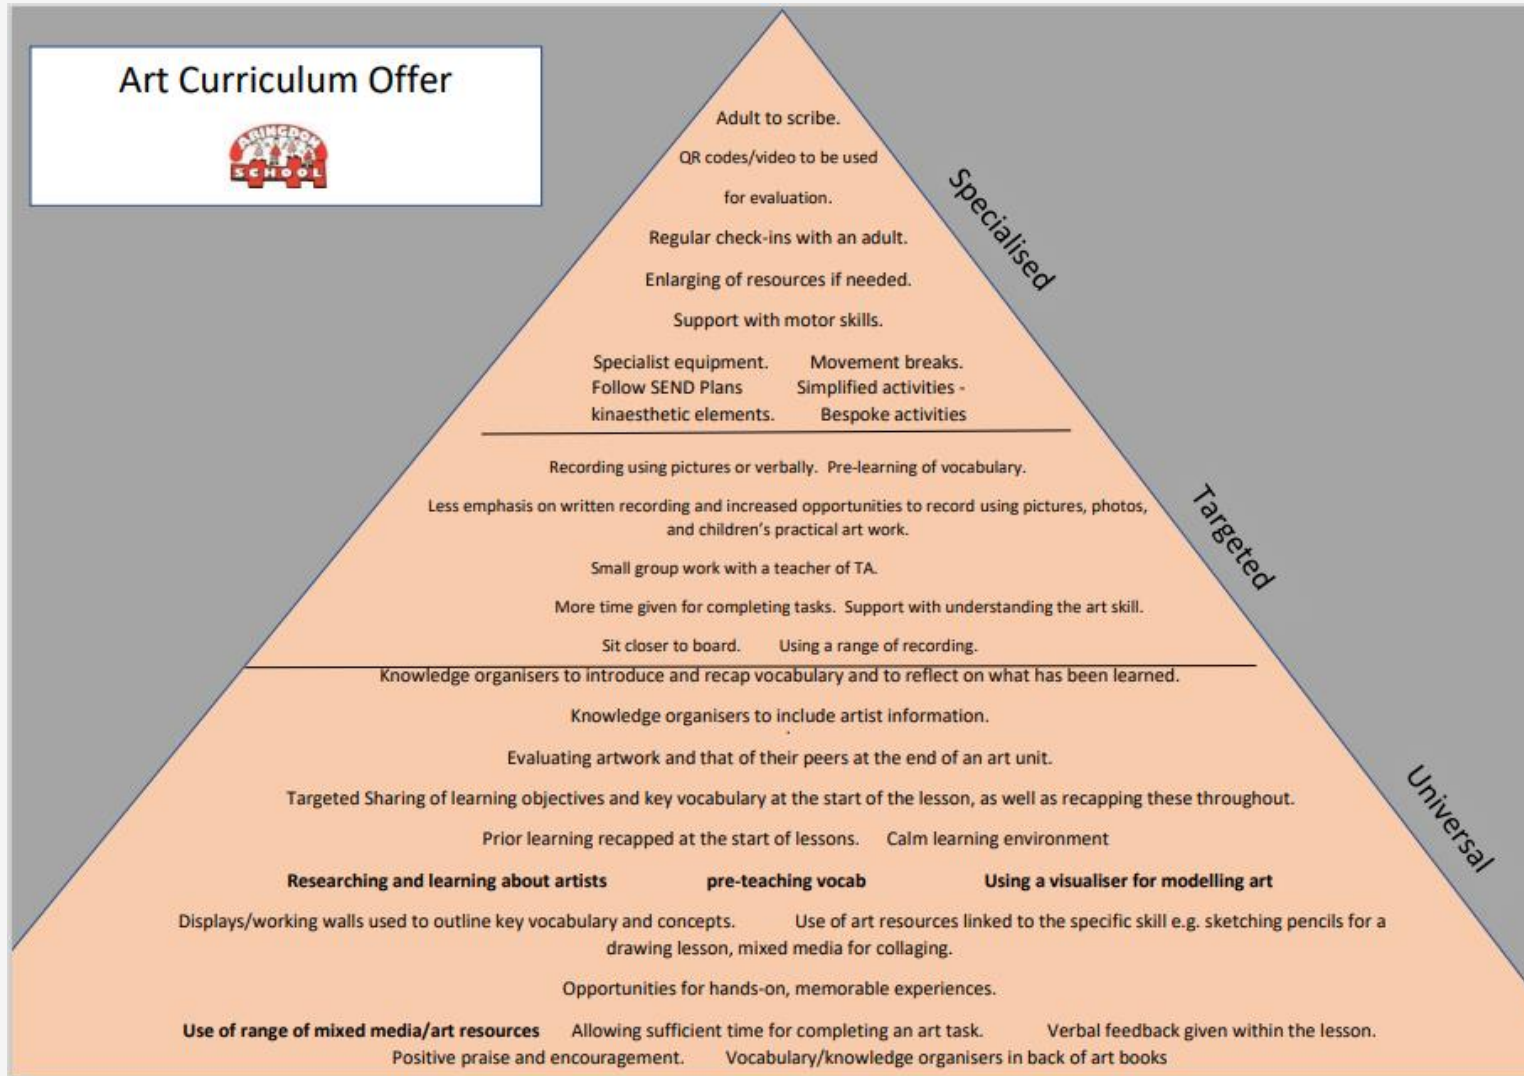 Art Curriculum Offer
ABINGDON
SCHOOL
Adult to scribe.
QR codes/video to be used
for evaluation.
Regular check-ins with an adult.
Enlarging of resources if needed.
Support with motor skills.
Specialist equipment. Movement breaks.
Follow SEND Plans Simplified activities -
kinaesthetic elements. Bespoke activities
Specialised
Recording using pictures or verbally. Pre-learning of vocabulary.
Less emphasis on written recording and increased opportunities to record using pictures, photos,
and children's practical art work.
Small group work with a teacher of TA.
More time given for completing tasks. Support with understanding the art skill.
Sit closer to board. Using a range of recording.
Targeted
Knowledge organisers to introduce and recap vocabulary and to reflect on what has been learned.
Knowledge organisers to include artist information.
Evaluating artwork and that of their peers at the end of an art unit.
Targeted Sharing of learning objectives and key vocabulary at the start of the lesson, as well as recapping these throughout.
Prior learning recapped at the start of lessons. Calm learning environment
Researching and learning about artists pre-teaching vocab Using a visualiser for modelling art
Displays/working walls used to outline key vocabulary and concepts. Use of art resources linked to the specific skill e.g. sketching pencils for a
drawing lesson, mixed media for collaging.
Opportunities for hands-on, memorable experiences.
Use of range of mixed media/art resources Allowing sufficient time for completing an art task. Verbal feedback given within the lesson.
Positive praise and encouragement. Vocabulary/knowledge organisers in back of art books
Universal